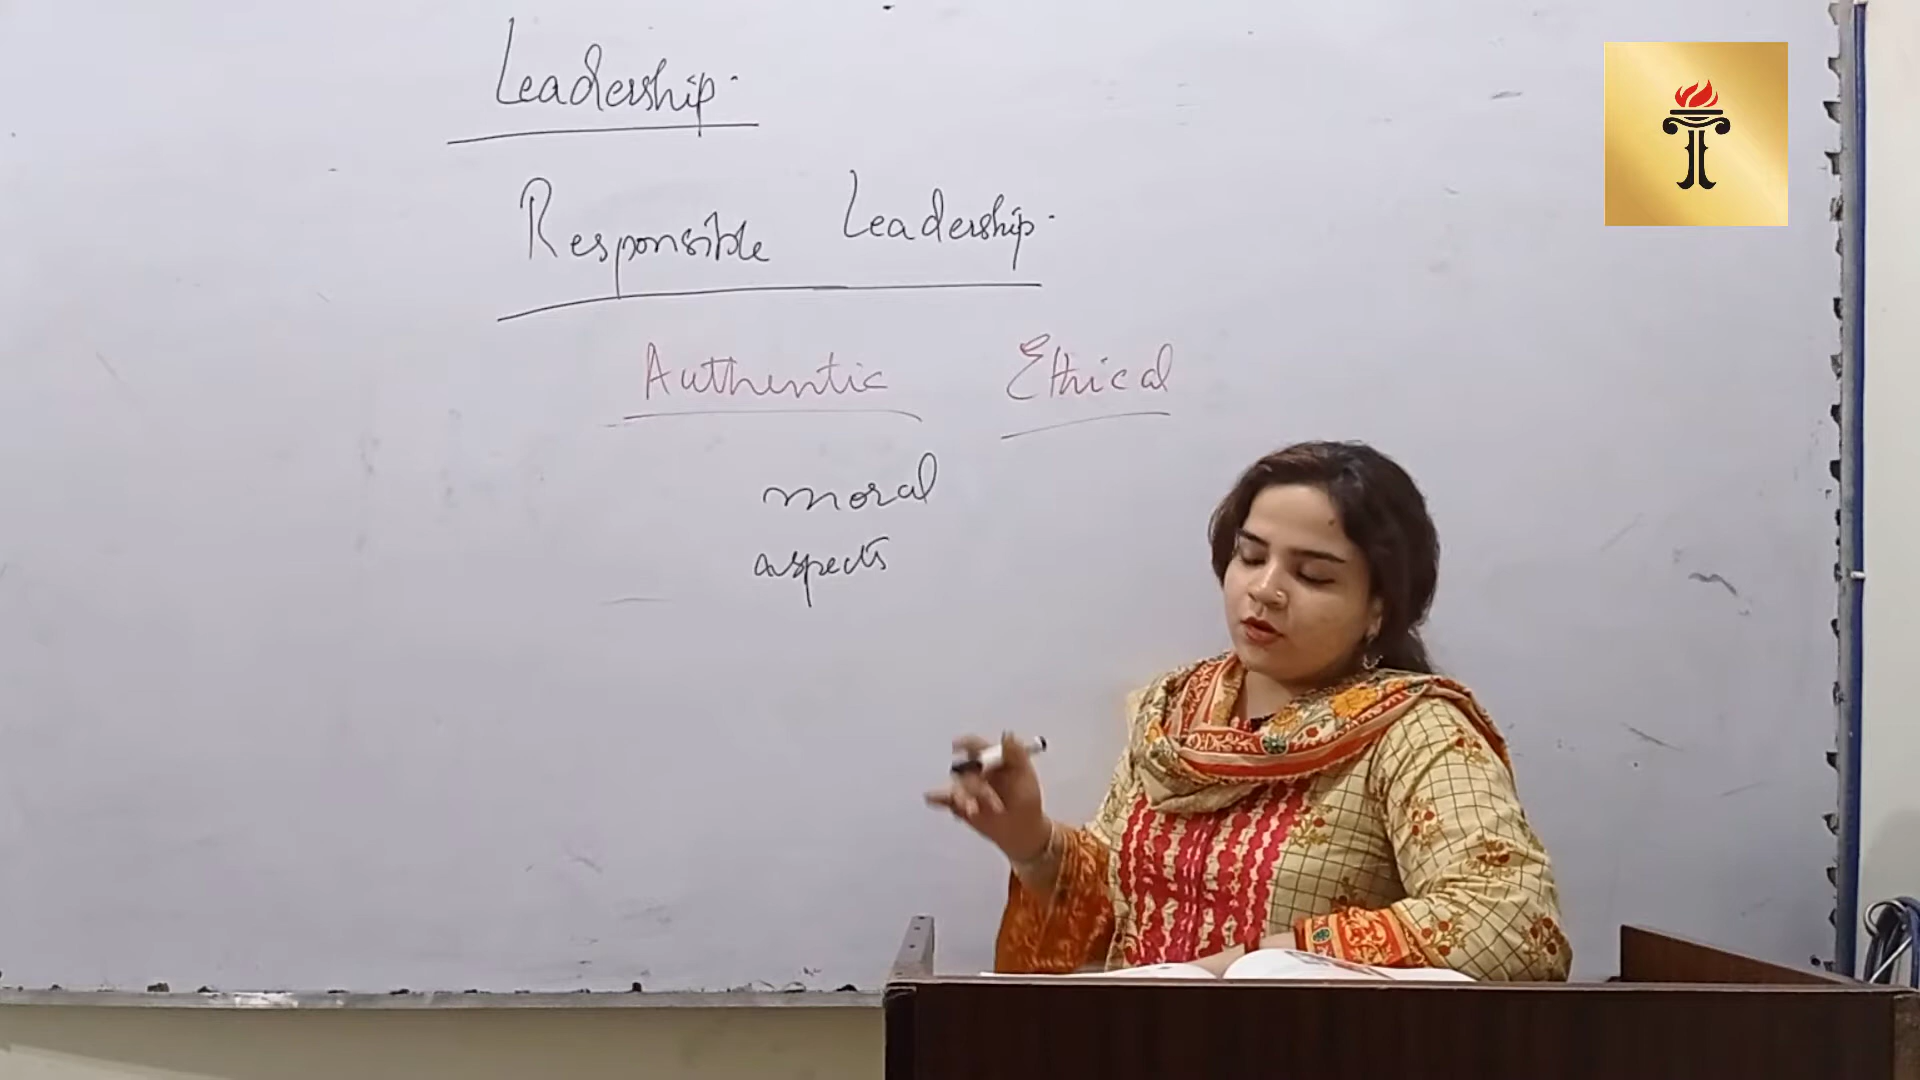 Leadership.
Responsible Leadership.
Authentic Ethical
moral
aspects